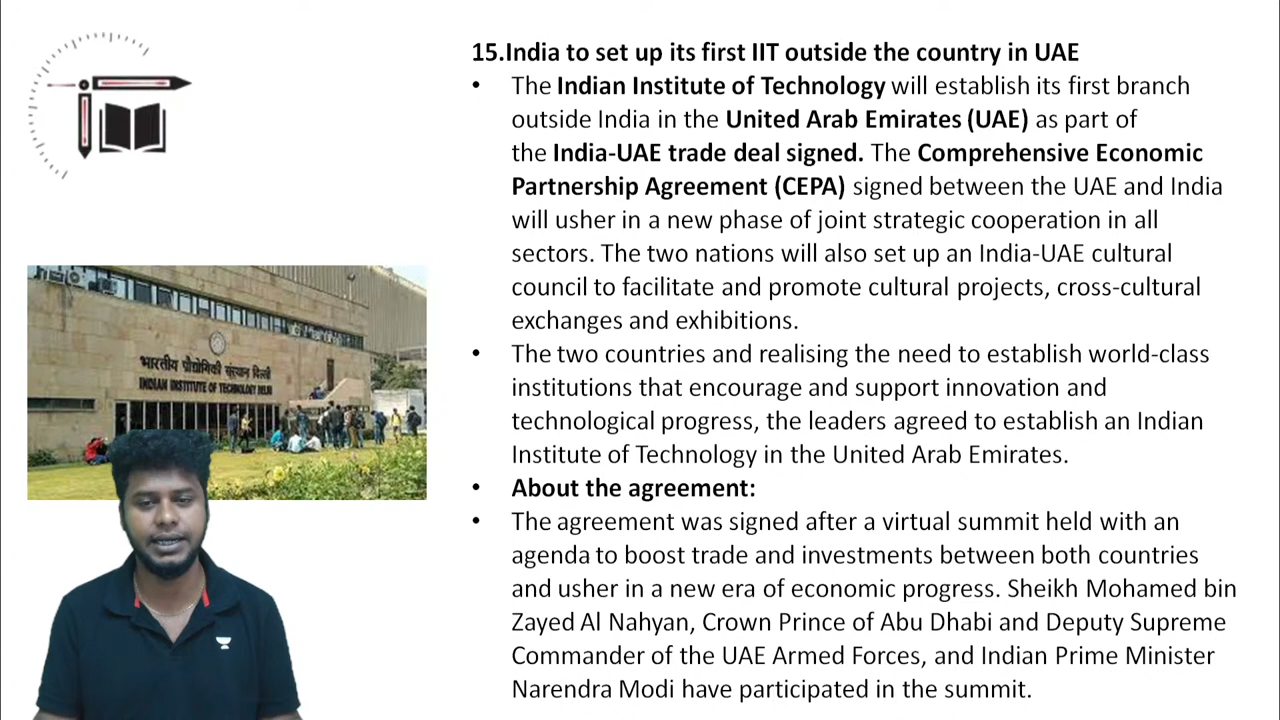 15.India to set up its first IIT outside the country in UAE
• The Indian Institute of Technology will establish its first branch
outside India in the United Arab Emirates (UAE) as part of
the India-UAE trade deal signed. The Comprehensive Economic
Partnership Agreement (CEPA) signed between the UAE and India
will usher in a new phase of joint strategic cooperation in all
sectors. The two nations will also set up an India-UAE cultural
council to facilitate and promote cultural projects, cross-cultural
exchanges and exhibitions.
• The two countries and realising the need to establish world-class
institutions that encourage and support innovation and
technological progress, the leaders agreed to establish an Indian
Institute of Technology in the United Arab Emirates.
• About the agreement:
• The agreement was signed after a virtual summit held with an
agenda to boost trade and investments between both countries
and usher in a new era of economic progress. Sheikh Mohamed bin
Zayed Al Nahyan, Crown Prince of Abu Dhabi and Deputy Supreme
Commander of the UAE Armed Forces, and Indian Prime Minister
Narendra Modi have participated in the summit.
भारतीय प्रौद्योगिकी संस्थान दिल्ली
INDIAN INSTITUTE OF TECHNOLOGY DELHI